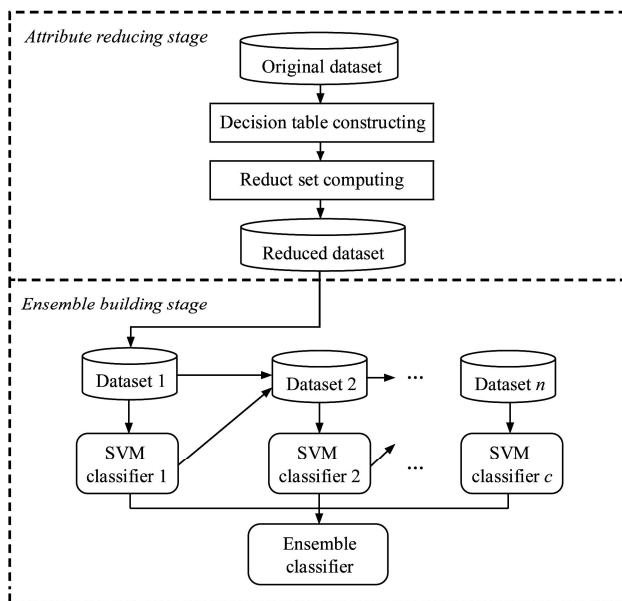 Attribute reducing stage
Original dataset
Decision table constructing
Reduct set computing
Reduced dataset
Ensemble building stage
Dataset 1
Dataset 2
...
Dataset n
SVM
classifier 1
SVM
classifier 2
...
SVM
classifier c
Ensemble
classifier